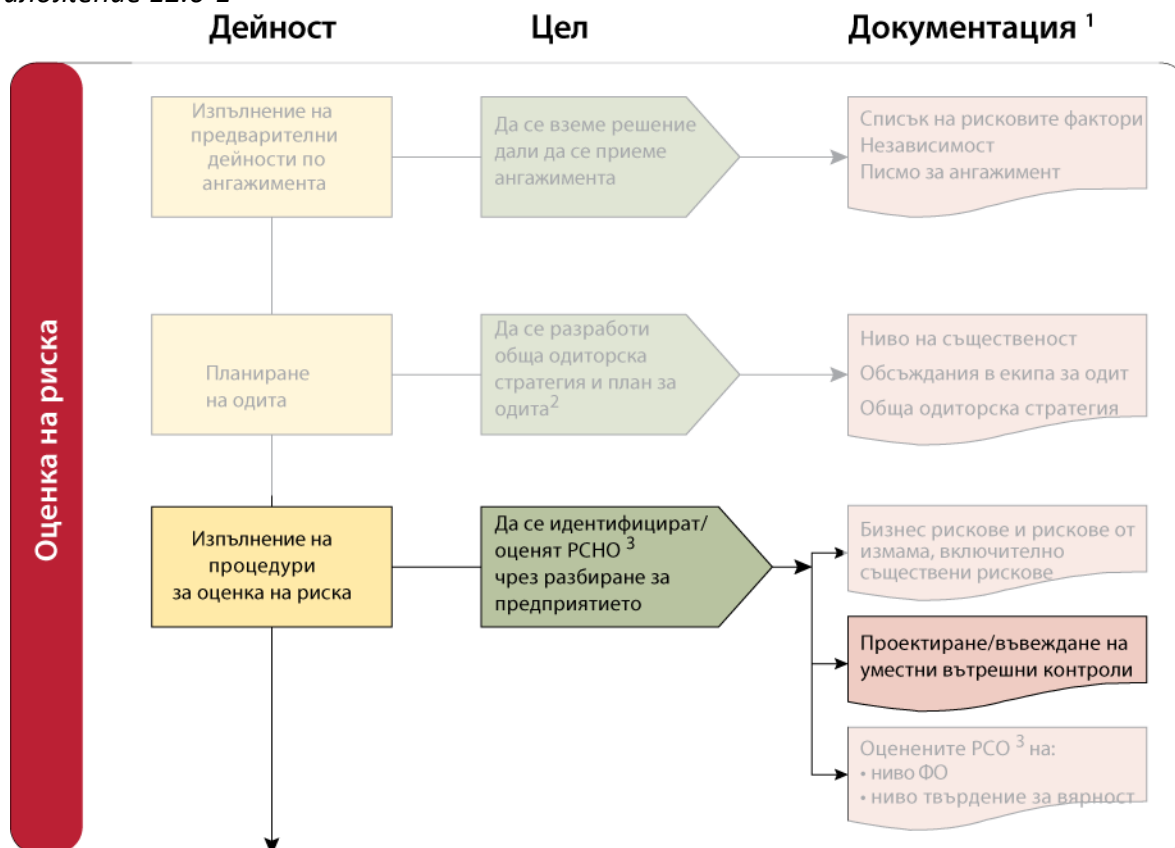 Дейност
Цел
Документация 1
Оценка на риска
Изпълнение на
предварителни
дейности по
ангажимента
Да се вземе решение
дали да се приеме
ангажимента
Списък на рисковите фактори
Независимост
Писмо за ангажимент
Планиране
на одита
Да се разработи
обща одиторска
стратегия и план за
одита2
Ниво на същественост
Обсъждания в екипа за одит
Обща одиторска стратегия
Изпълнение на
процедури
за оценка на риска
Да се идентифицират/
оценят РСНО 3
чрез разбиране за
предприятието
Бизнес рискове и рискове от
измама, включително
съществени рискове
Проектиране/въвеждане на
уместни вътрешни контроли
Оценените РСО 3 на:
• ниво ФО
• ниво твърдение за вярност